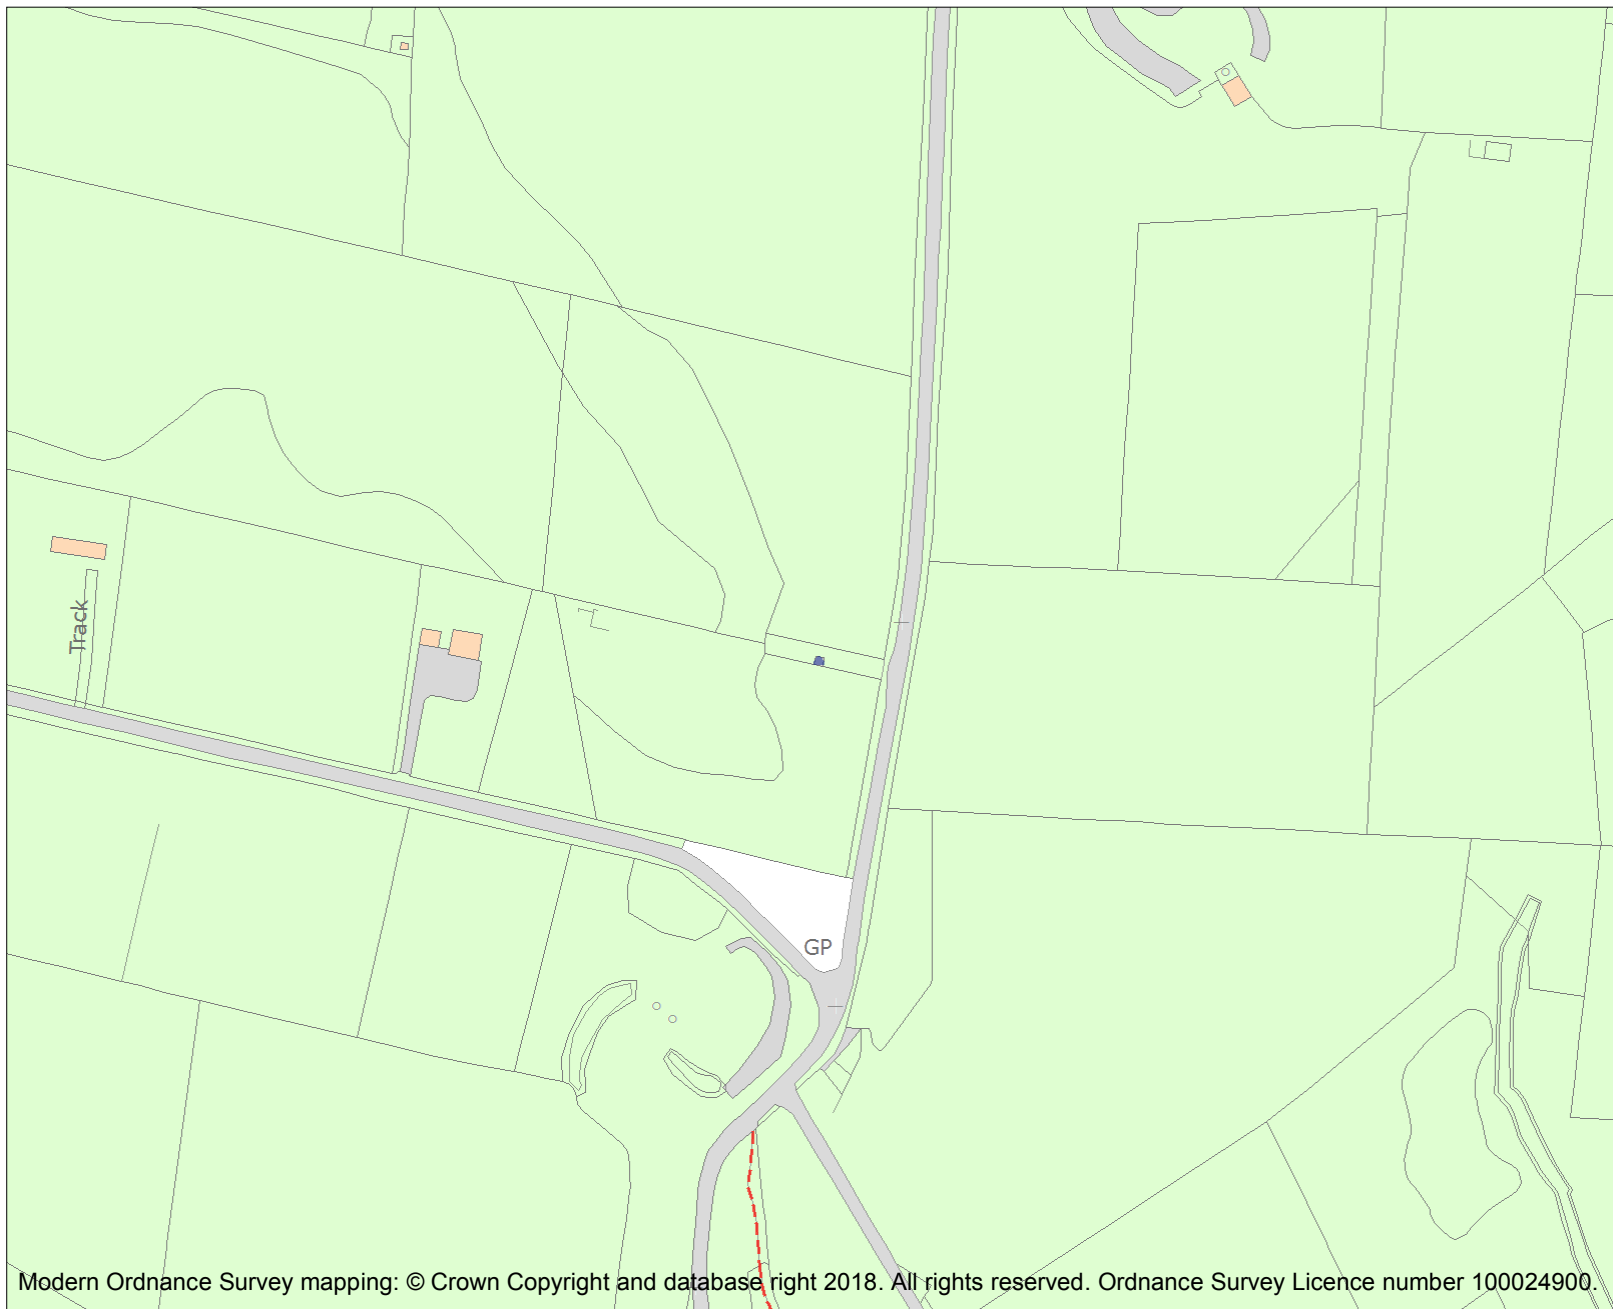 Track
GP
Modern Ordnance Survey mapping: © Crown Copyright and database right 2018. All rights reserved. Ordnance Survey Licence number 100024900.